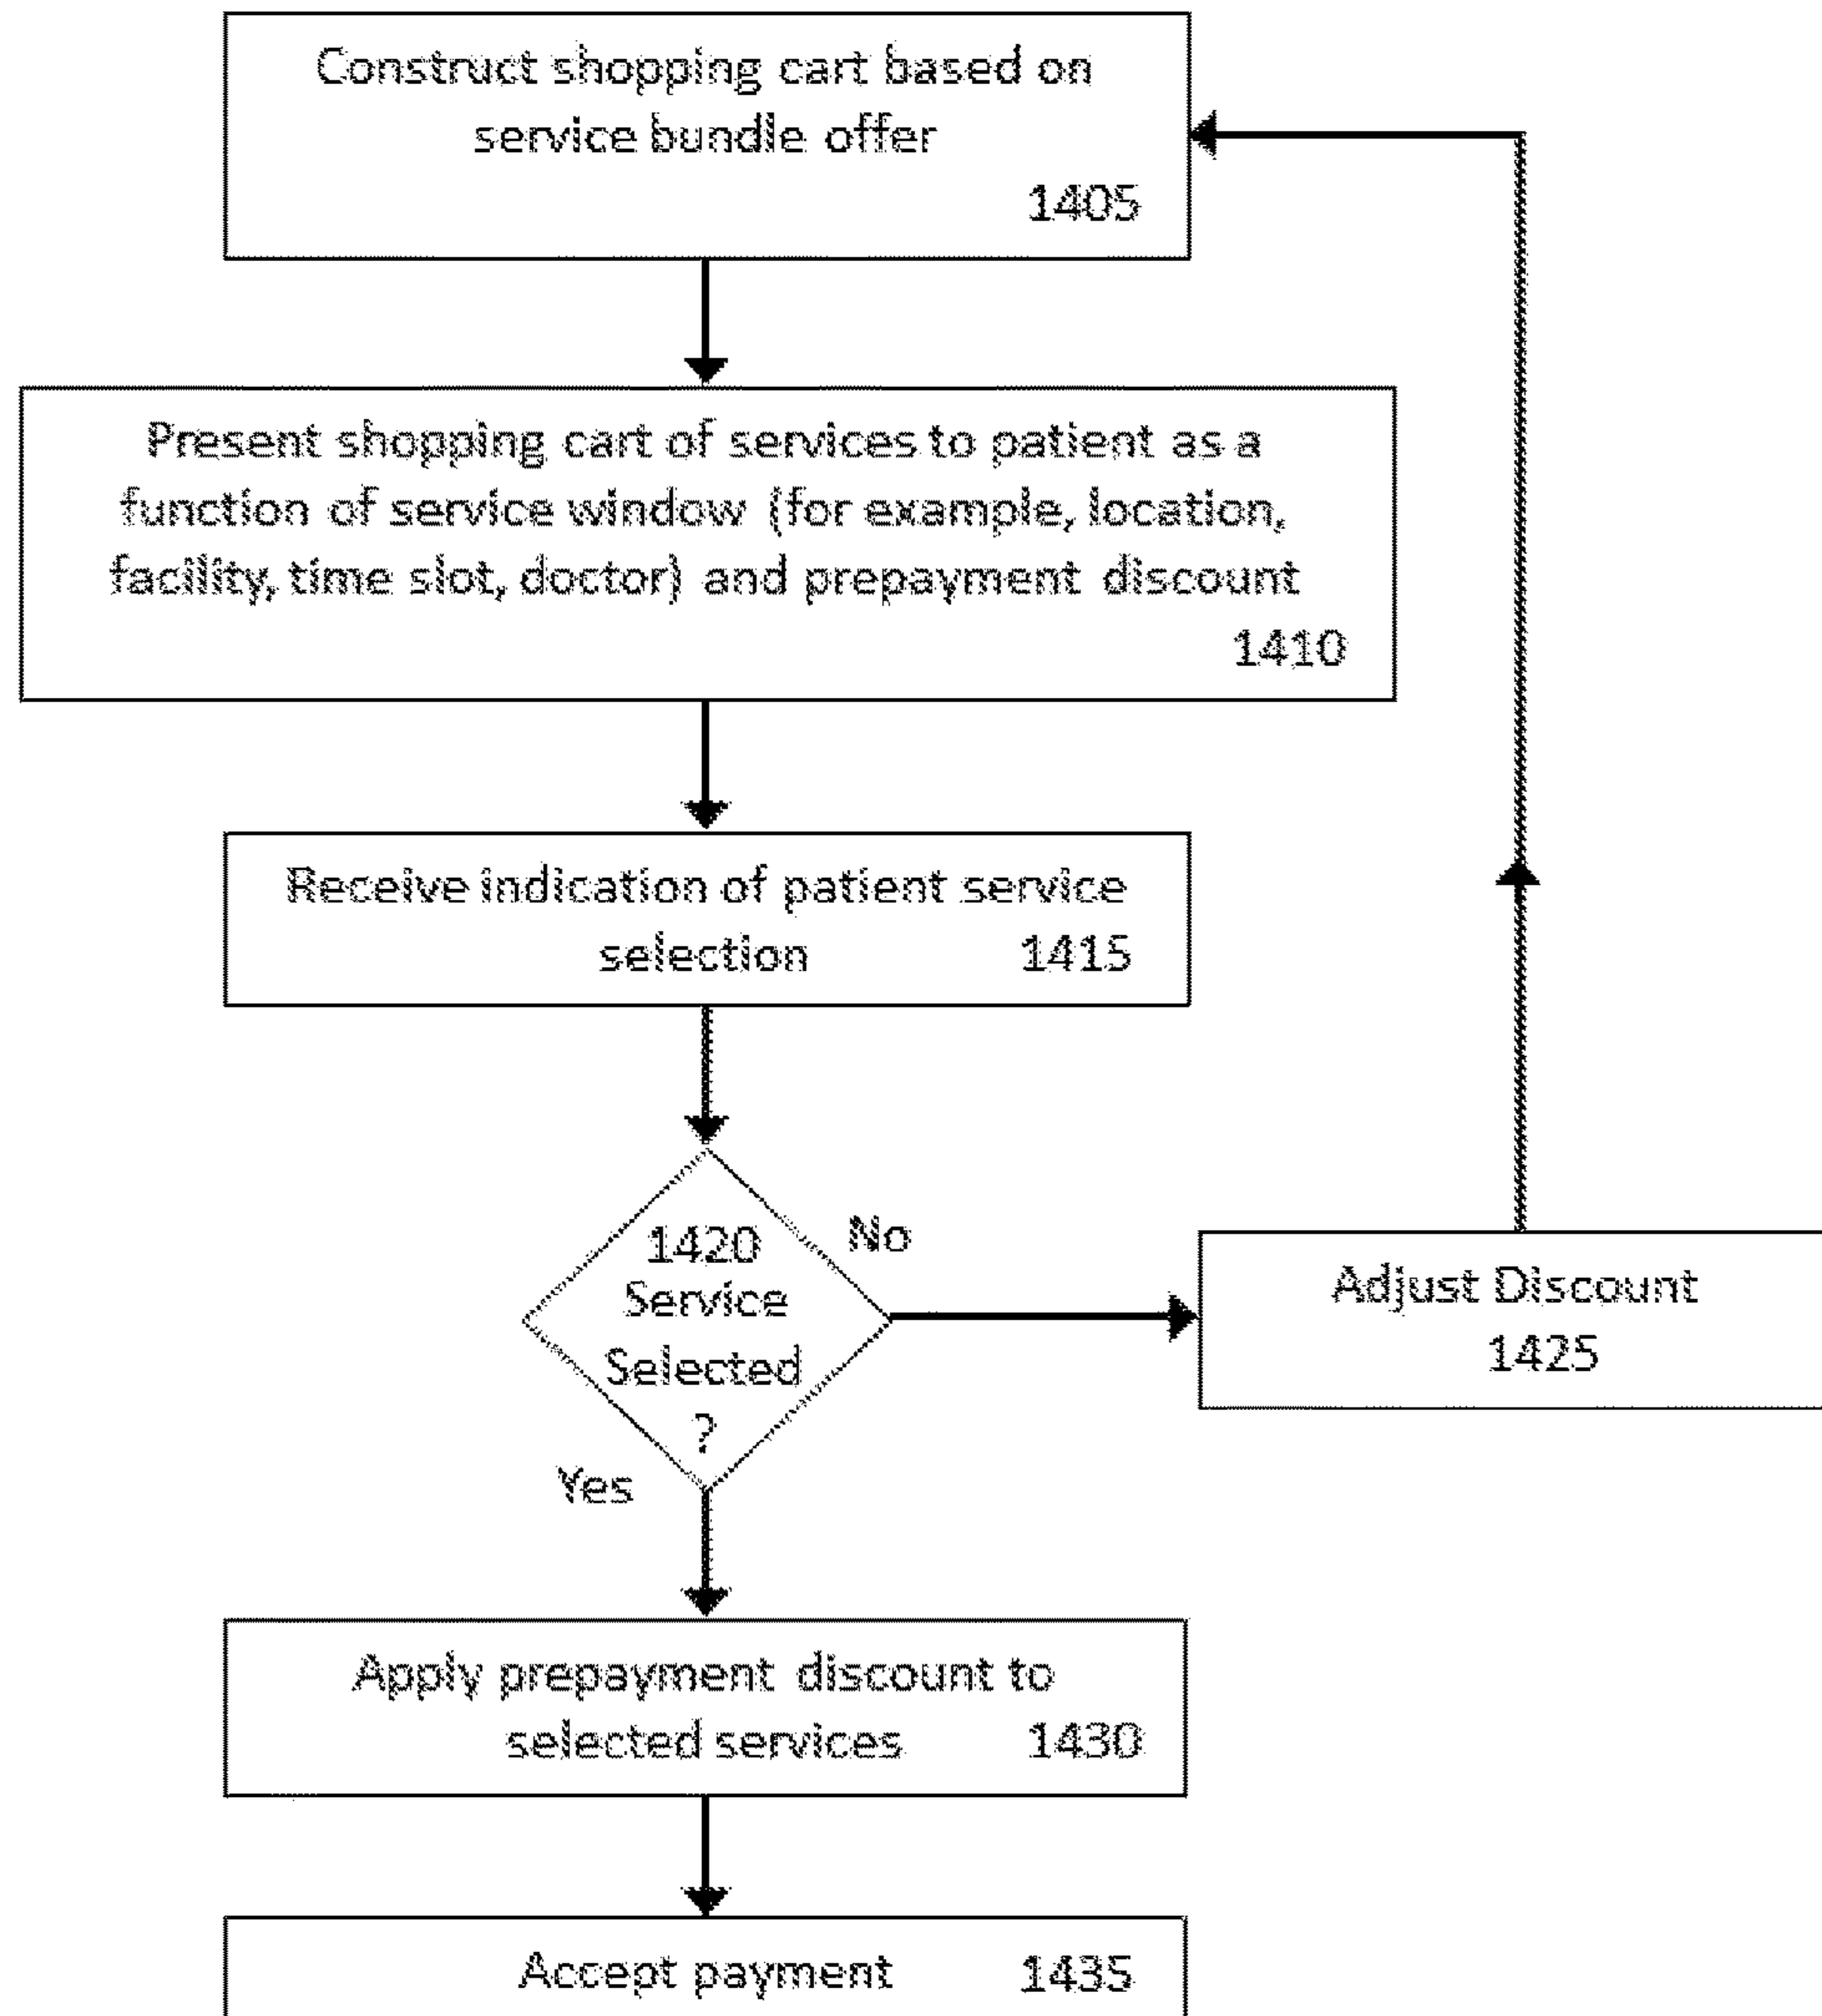 Construct shopping cart based on
service bundle offer
1405
Present shopping cart of services to patient as a
function of service window (for example, location,
facility, time slot, doctor) and prepayment discount
1410
Receive indication of patient service
selection 1415
1420
Service
Selected
?
No
Adjust Discount
1425
Yes
Apply prepayment discount to
selected services 1430
Accept payment 1435